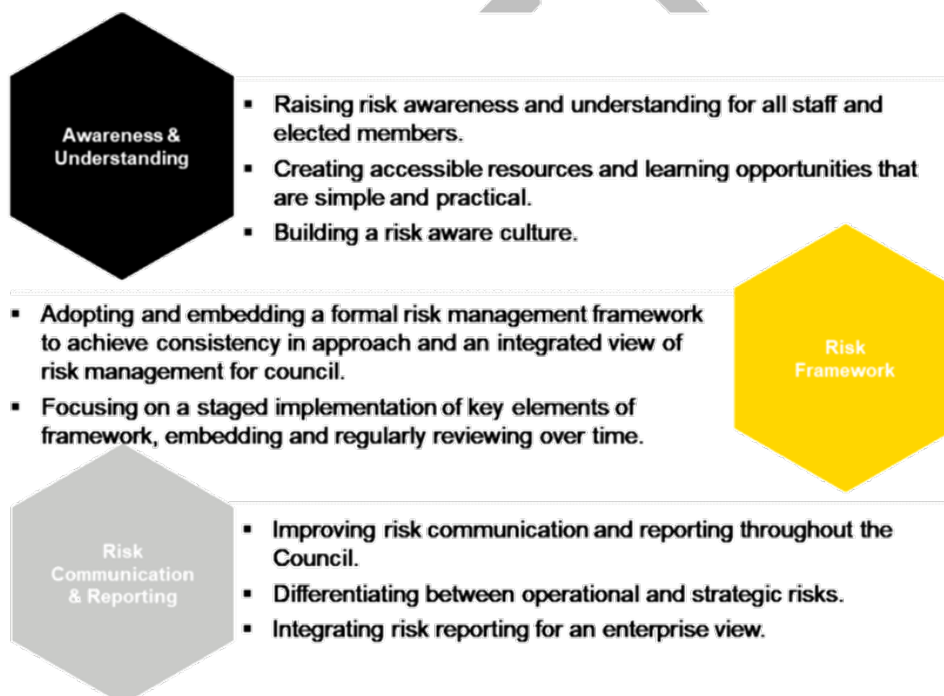 Awareness &
Understanding
▪ Raising risk awareness and understanding for all staff and
elected members.
▪ Creating accessible resources and learning opportunities that
are simple and practical.
▪ Building a risk aware culture.
▪ Adopting and embedding a formal risk management framework
to achieve consistency in approach and an integrated view of
risk management for council.
▪ Focusing on a staged implementation of key elements of
framework, embedding and regularly reviewing over time.
Risk
Framework
Risk
Communication
& Reporting
▪ Improving risk communication and reporting throughout the
Council.
▪ Differentiating between operational and strategic risks.
▪ Integrating risk reporting for an enterprise view.